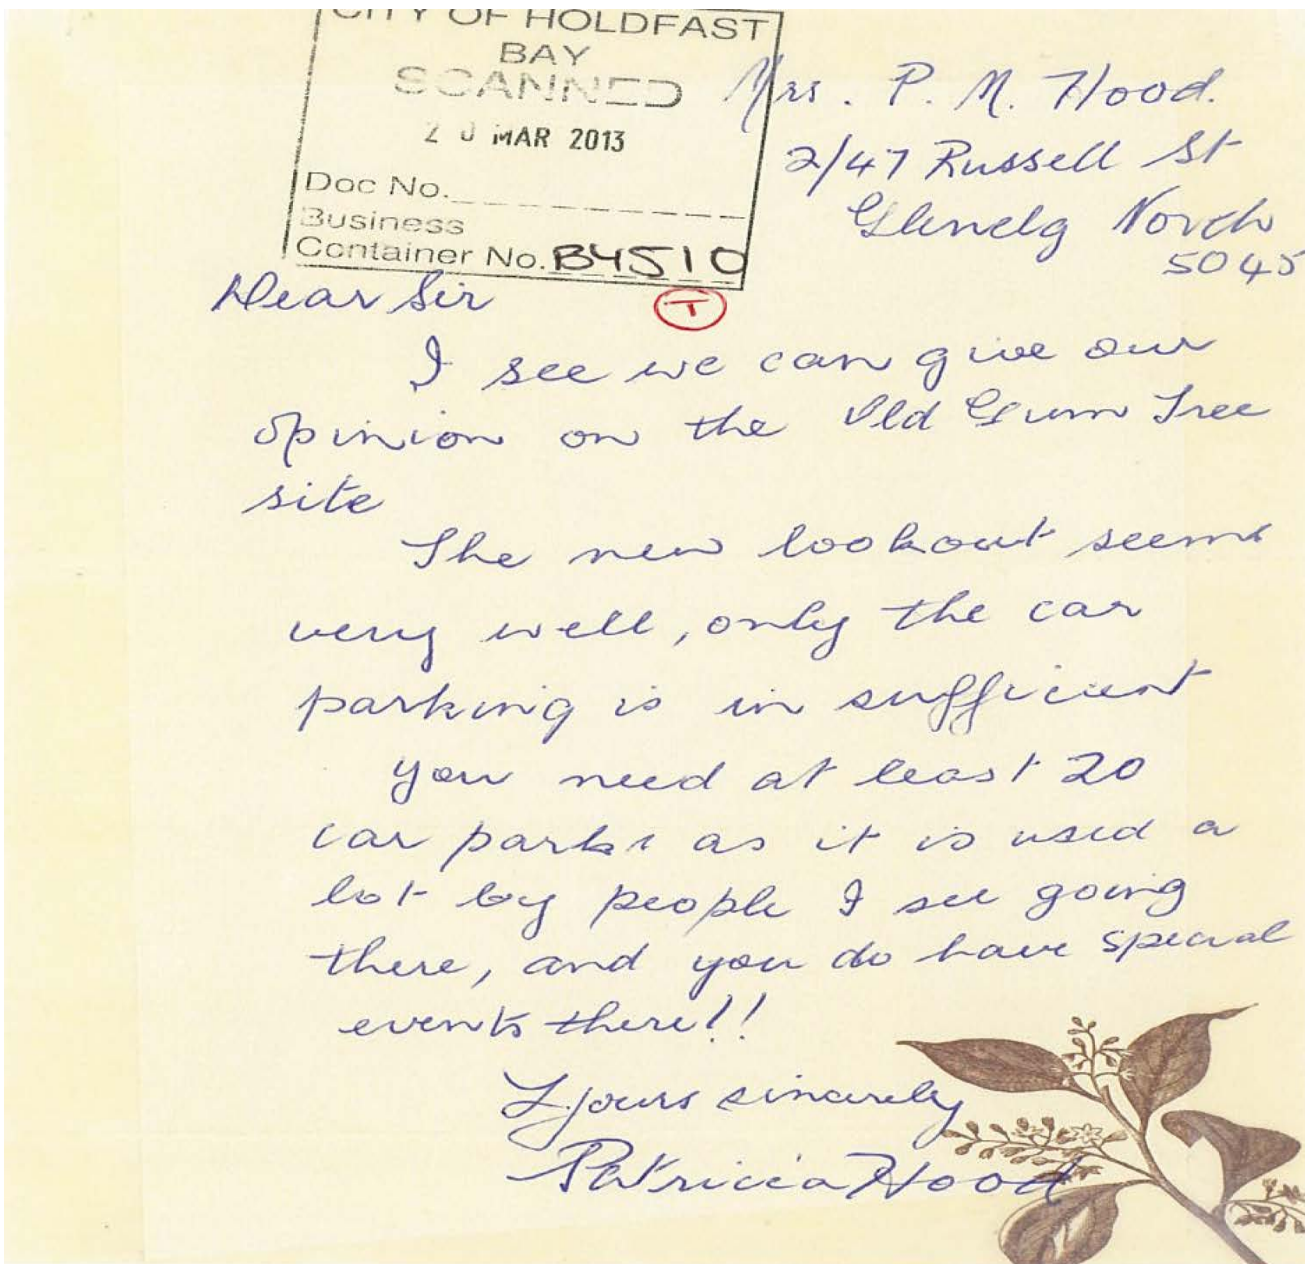 CITY OF HOLDFAST
BAY
SCANNED
20 MAR 2013
Doc No.
Business
Container No. B4510
Mrs. P. M. Hood.
2/47 Russell St
Glenelg North
5045
T
Dear Sir
I see we can give our
opinion on the Old Gum Tree
site
The new lookout seems
very well, only the car
parking is in sufficient
you need at least 20
car parks as it is used a
lot by people I see going
there, and you do have special
events there!!
Yours sincerely
Patricia Hood